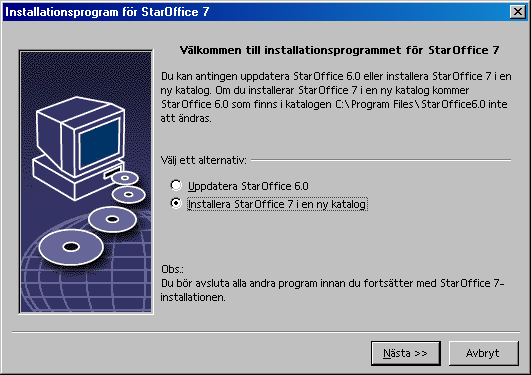 Installationsprogram för StarOffice 7
Välkommen till installationsprogrammet för StarOffice 7
Du kan antingen uppdatera StarOffice 6.0 eller installera StarOffice 7 i en
ny katalog. Om du installerar StarOffice 7 i en ny katalog kommer
StarOffice 6.0 som finns i katalogen C:\Program Files\StarOffice6.0 inte
att ändras.
Välj ett alternativ:
Uppdatera StarOffice 6.0
Installera StarOffice 7 i en ny katalog
Obs.:
Du bör avsluta alla andra program innan du fortsätter med StarOffice 7-
installationen.
Nästa >>
Avbryt